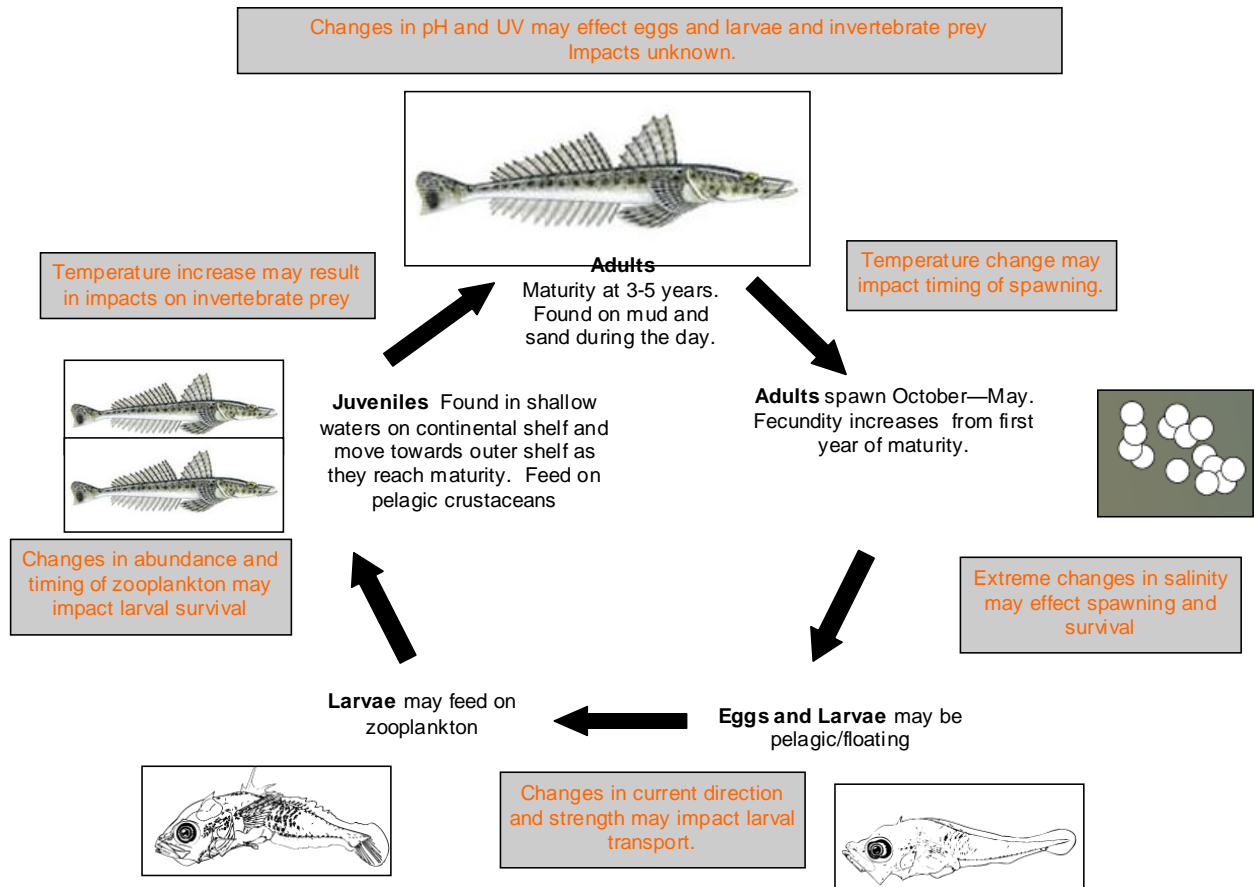 Changes in pH and UV may effect eggs and larvae and invertebrate prey
Impacts unknown.
Adults
Maturity at 3-5 years.
Found on mud and
sand during the day.
Temperature change may
impact timing of spawning.
Adults spawn October—May.
Fecundity increases from first
year of maturity.
Extreme changes in salinity
may effect spawning and
survival
Eggs and Larvae may be
pelagic/floating
Changes in current direction
and strength may impact larval
transport.
Larvae may feed on
zooplankton
Changes in abundance and
timing of zooplankton may
impact larval survival
Juveniles Found in shallow
waters on continental shelf and
move towards outer shelf as
they reach maturity. Feed on
pelagic crustaceans
Temperature increase may result
in impacts on invertebrate prey